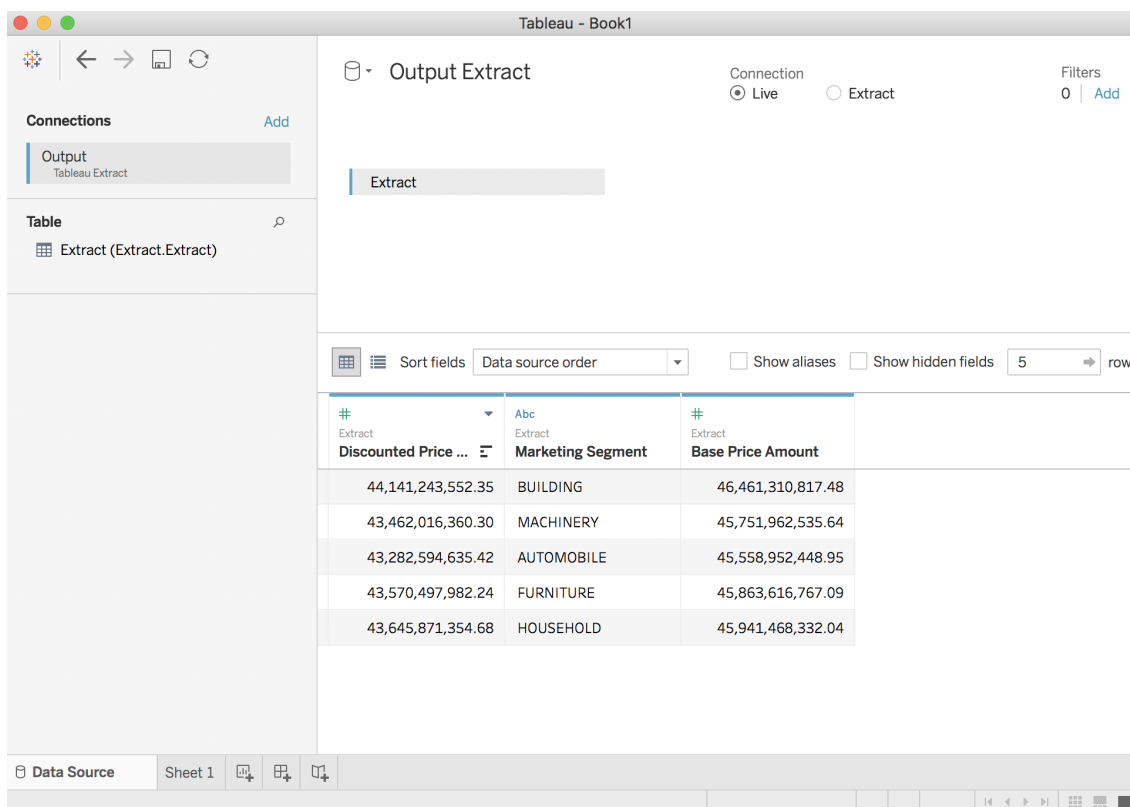 Tableau - Book1
Output Extract
Connection
Live
Extract
Filters
0
Add
Connections
Add
Output
Tableau Extract
Table
Extract (Extract.Extract)
Extract
Sort fields
Data source order
Show aliases
Show hidden fields
5
row
# Abc #
Extract Extract Extract
Discounted Price ... Marketing Segment Base Price Amount
44,141,243,552.35 BUILDING 46,461,310,817.48
43,462,016,360.30 MACHINERY 45,751,962,535.64
43,282,594,635.42 AUTOMOBILE 45,558,952,448.95
43,570,497,982.24 FURNITURE 45,863,616,767.09
43,645,871,354.68 HOUSEHOLD 45,941,468,332.04
Data Source
Sheet 1